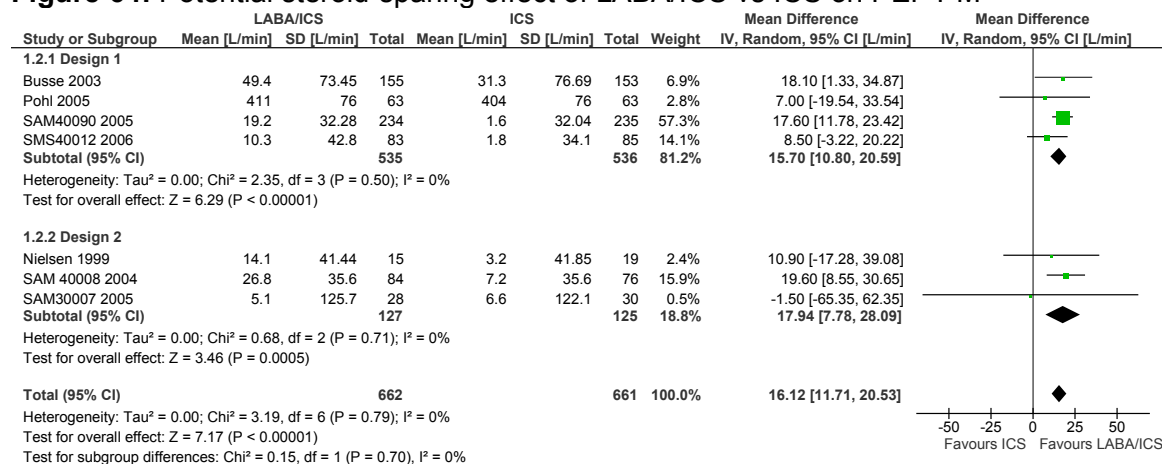 LABA/ICS ICS Mean Difference Mean Difference
Study or Subgroup Mean [L/min] SD [L/min] Total Mean [L/min] SD [L/min] Total Weight IV, Random, 95% CI [L/min] IV, Random, 95% CI [L/min]
1.2.1 Design 1
Busse 2003 49.4 73.45 155 31.3 76.69 153 6.9% 18.10 [1.33, 34.87]
Pohl 2005 411 76 63 404 76 63 2.8% 7.00 [-19.54, 33.54]
SAM40090 2005 19.2 32.28 234 1.6 32.04 235 57.3% 17.60 [11.78, 23.42]
SMS40012 2006 10.3 42.8 83 1.8 34.1 85 14.1% 8.50 [-3.22, 20.22]
Subtotal (95% CI) 535 536 81.2% 15.70 [10.80, 20.59]
Heterogeneity: Tau² = 0.00; Chi² = 2.35, df = 3 (P = 0.50); I² = 0%
Test for overall effect: Z = 6.29 (P < 0.00001)
1.2.2 Design 2
Nielsen 1999 14.1 41.44 15 3.2 41.85 19 2.4% 10.90 [-17.28, 39.08]
SAM 40008 2004 26.8 35.6 84 7.2 35.6 76 15.9% 19.60 [8.55, 30.65]
SAM30007 2005 5.1 125.7 28 6.6 122.1 30 0.5% -1.50 [-65.35, 62.35]
Subtotal (95% CI) 127 125 18.8% 17.94 [7.78, 28.09]
Heterogeneity: Tau² = 0.00; Chi² = 0.68, df = 2 (P = 0.71); I² = 0%
Test for overall effect: Z = 3.46 (P = 0.0005)
Total (95% CI) 662 661 100.0% 16.12 [11.71, 20.53]
Heterogeneity: Tau² = 0.00; Chi² = 3.19, df = 6 (P = 0.79); I² = 0%
Test for overall effect: Z = 7.17 (P < 0.00001)
Test for subgroup differences: Chi² = 0.15, df = 1 (P = 0.70), I² = 0%
-50 -25 0 25 50
Favours ICS Favours LABA/ICS